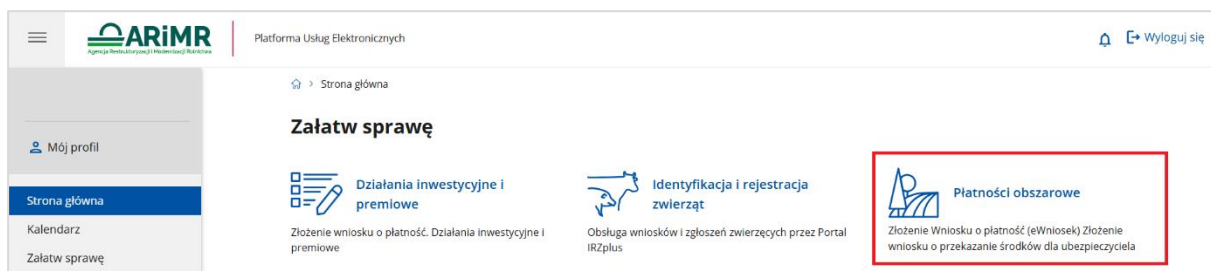 ARiMR
Agencja Restrukturyzacji i Modernizacji Rolnictwa
Platforma Usług Elektronicznych
Wyloguj się
Strona główna
Załatw sprawę
Mój profil
Strona główna
Kalendarz
Załatw sprawę
Działania inwestycyjne i
premiowe
Złożenie wniosku o płatność. Działania inwestycyjne i
premiowe
Identyfikacja i rejestracja
zwierząt
Obsługa wniosków i zgłoszeń zwierzęcych przez Portal
IRZplus
Płatności obszarowe
Złożenie Wniosku o płatność (eWniosek) Złożenie
wniosku o przekazanie środków dla ubezpieczyciela